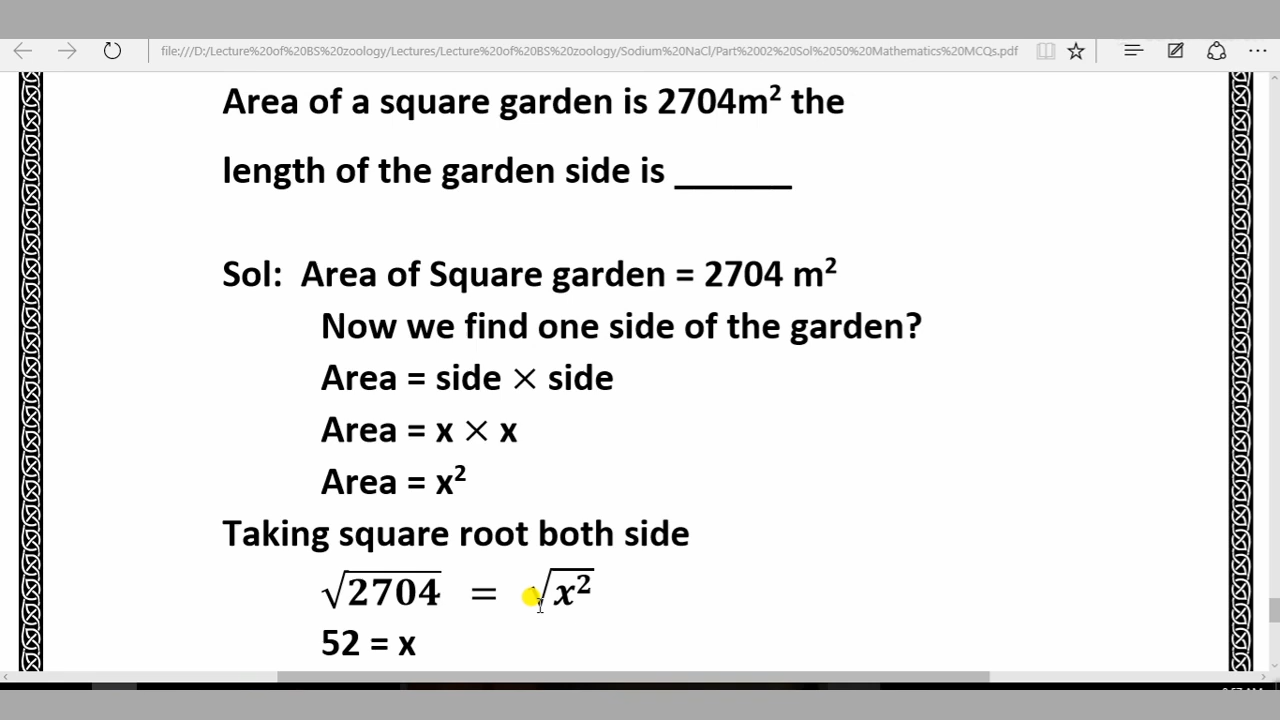 file:///D:/Lecture%20of%20BS%20zoology/Lectures/Lecture%20of%20BS%20zoology/Sodium%20NaCl/Part%2002%20Sol%2050%20Mathematics%20MCQs.pdf
Area of a square garden is 2704m² the
length of the garden side is ______
Sol: Area of Square garden = 2704 m²
Now we find one side of the garden?
Area = side × side
Area = x × x
Area = x²
Taking square root both side
√2704 = √x²
52 = x